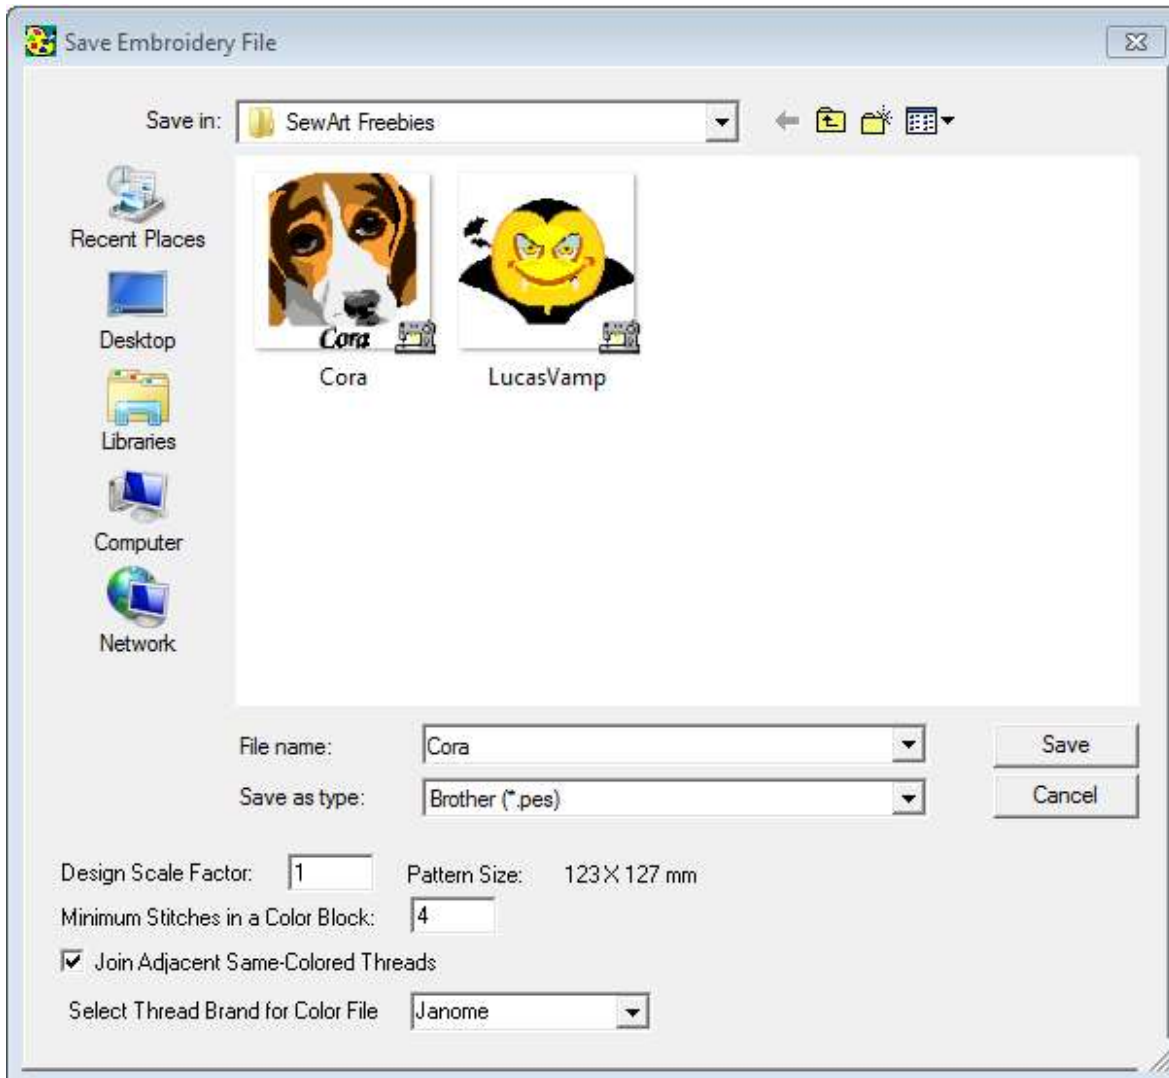 Save Embroidery File
Save in: SewArt Freebies
Recent Places
Desktop
Libraries
Computer
Network
Cora
Cora LucasVamp
File name: Cora Save
Save as type: Brother (*.pes) Cancel
Design Scale Factor: 1 Pattern Size: 123 X 127 mm
Minimum Stitches in a Color Block: 4
Join Adjacent Same-Colored Threads
Select Thread Brand for Color File Janome